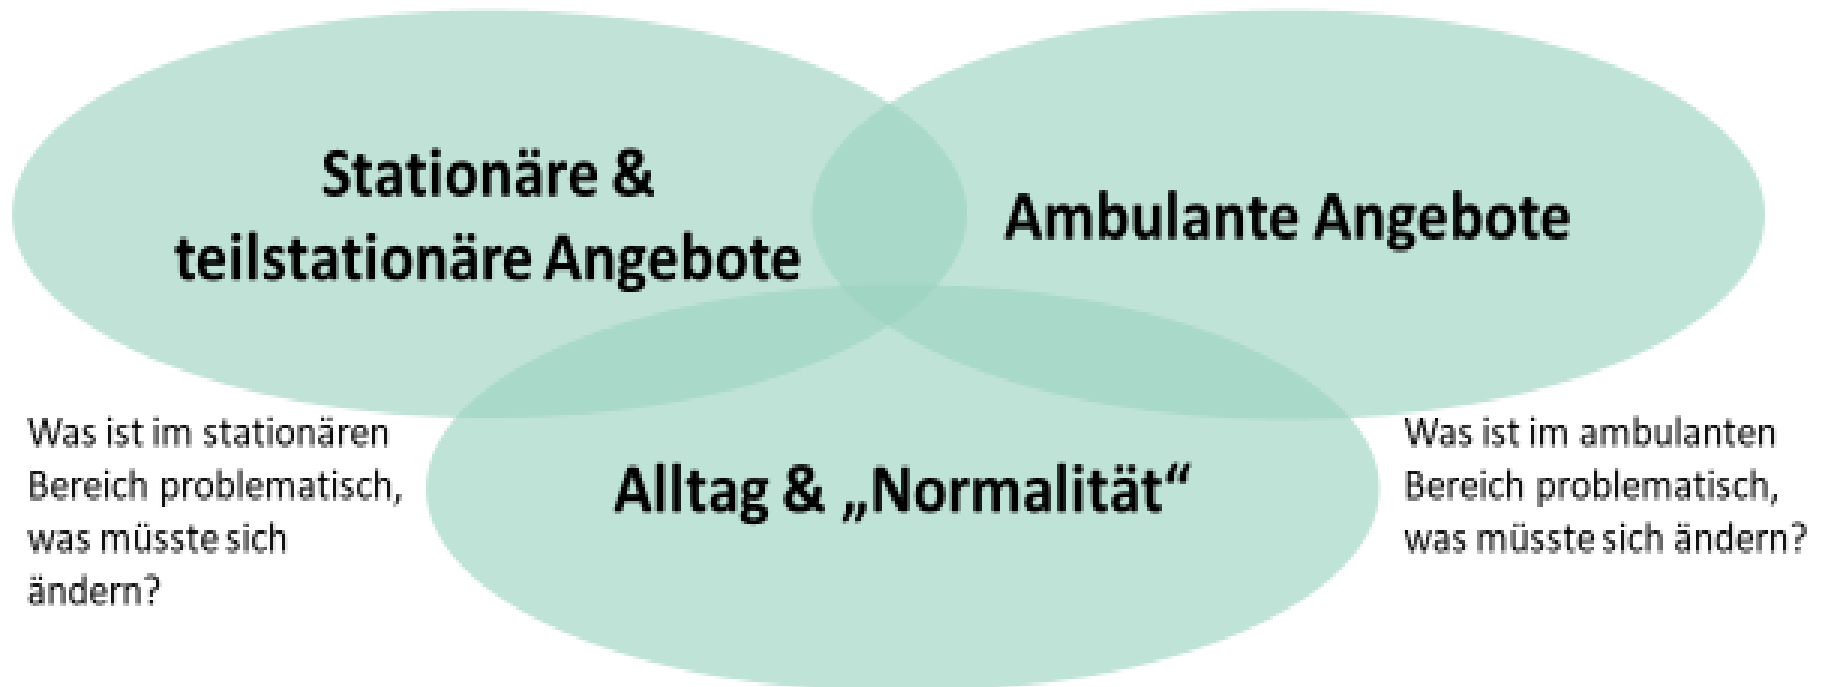 Stationäre &
teilstationäre Angebote
Ambulante Angebote
Was ist im stationären
Bereich problematisch,
was müsste sich
ändern?
Alltag & „Normalität“
Was ist im ambulanten
Bereich problematisch,
was müsste sich ändern?